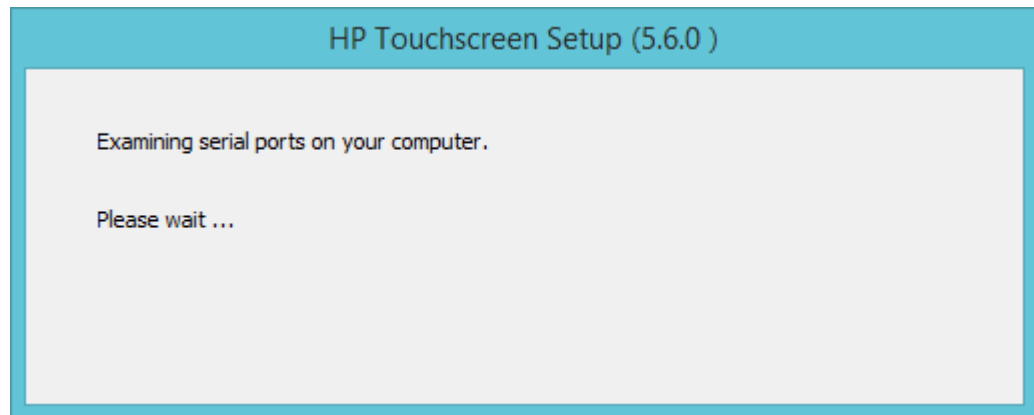 HP Touchscreen Setup (5.6.0 )
Examining serial ports on your computer.
Please wait ...